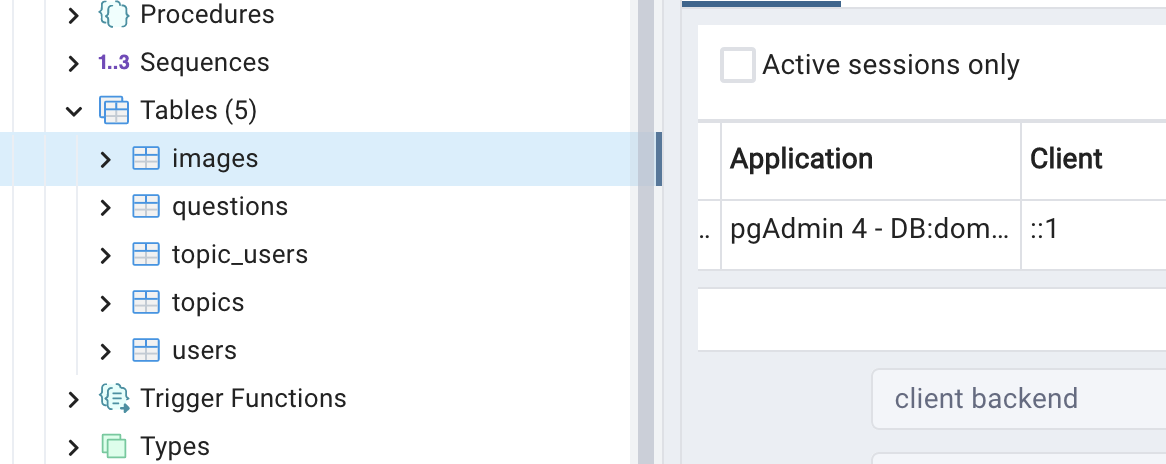 Procedures
1..3 Sequences
Tables (5)
images
questions
topic_users
topics
users
Trigger Functions
Types
Active sessions only
Application Client
.. pgAdmin 4 - DB:dom... ::1
client backend